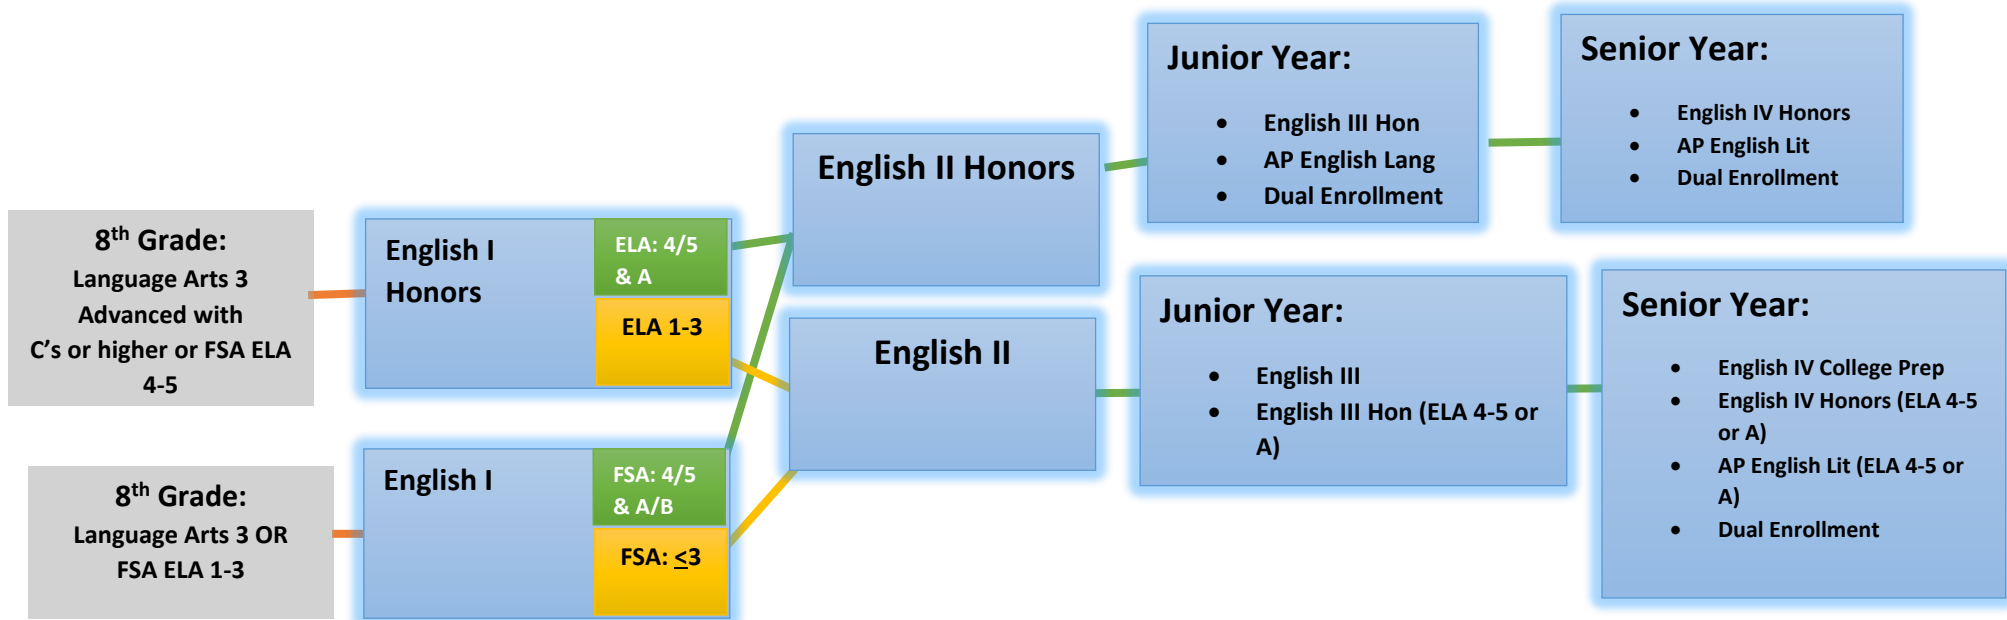 8th Grade:
Language Arts 3
Advanced with
C's or higher or FSA ELA
4-5
8th Grade:
Language Arts 3 OR
FSA ELA 1-3
English I
Honors
ELA: 4/5
& A
ELA 1-3
English I
FSA: 4/5
& A/B
FSA: <3
English II Honors
English II
Junior Year:
• English III Hon
• AP English Lang
• Dual Enrollment
Senior Year:
• English IV Honors
• AP English Lit
• Dual Enrollment
Junior Year:
• English III
• English III Hon (ELA 4-5 or
A)
Senior Year:
• English IV College Prep
• English IV Honors (ELA 4-5
or A)
• AP English Lit (ELA 4-5 or
A)
• Dual Enrollment